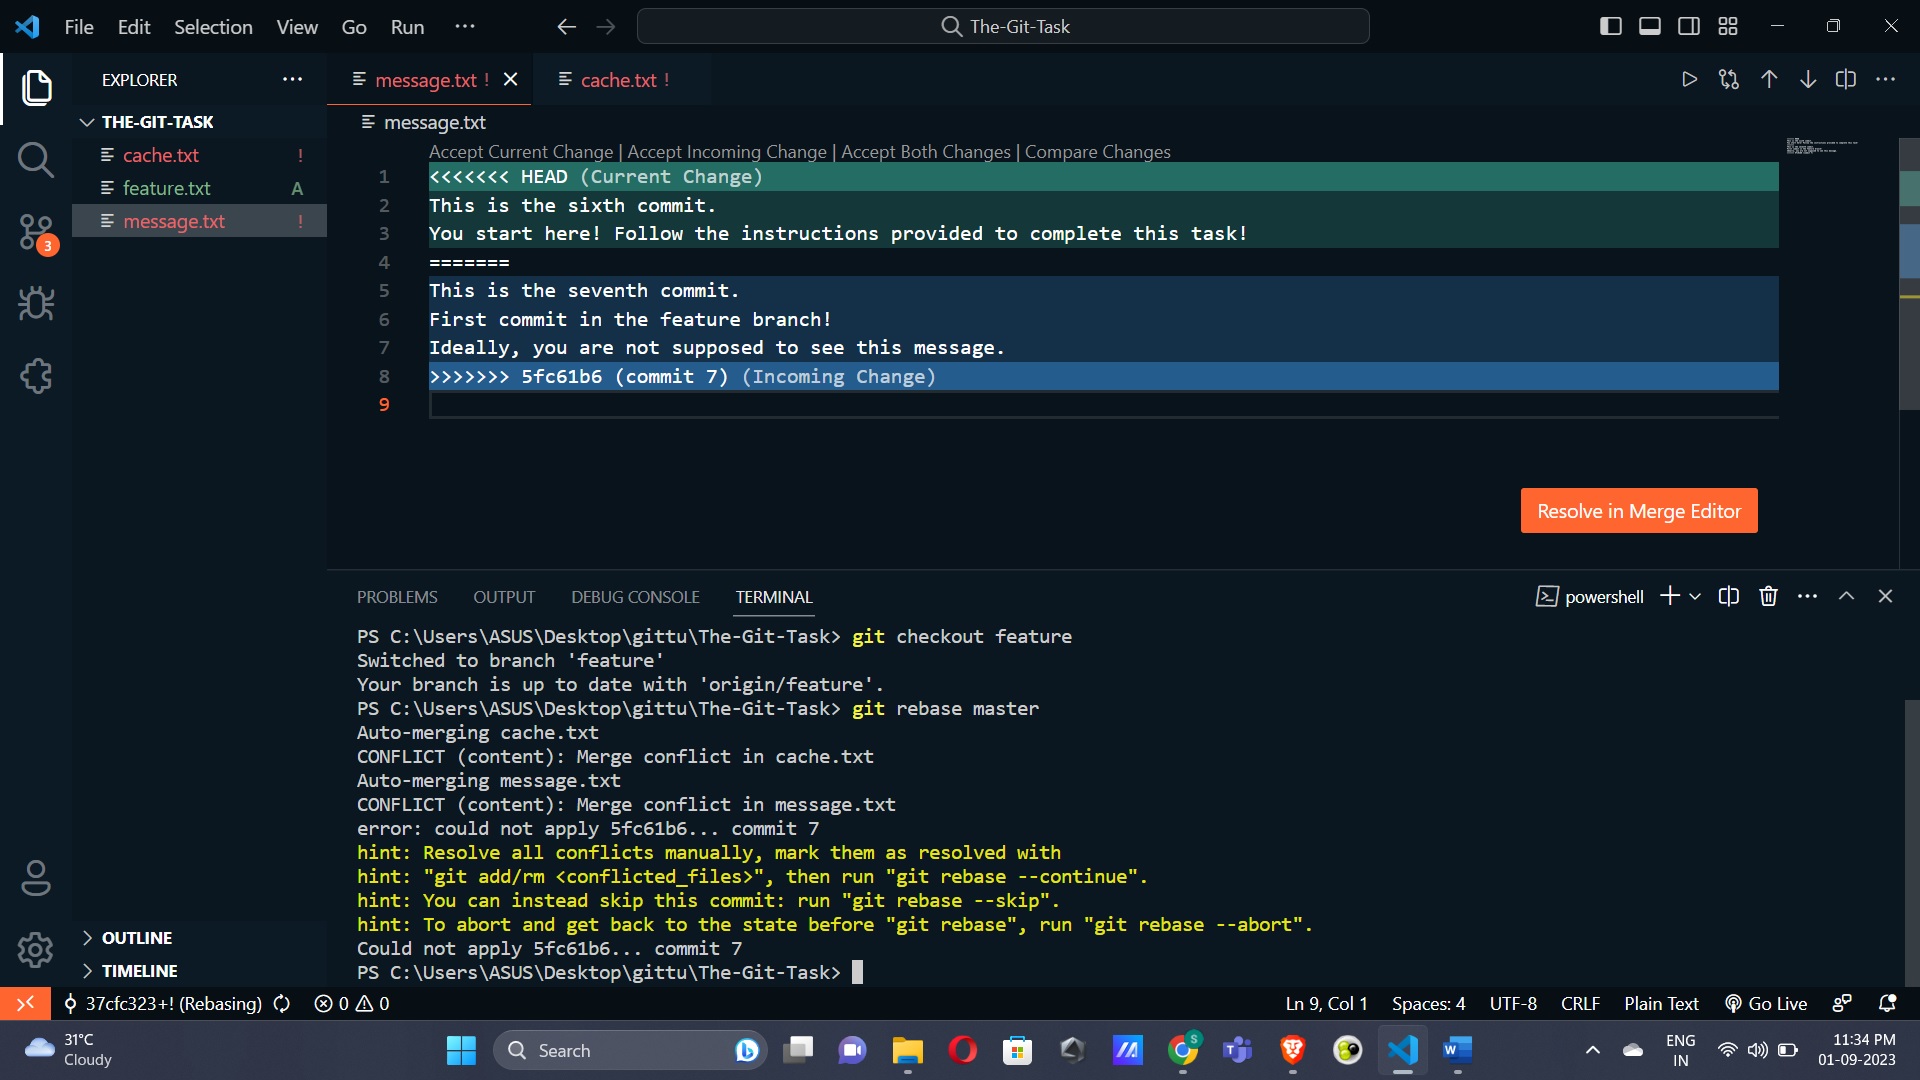 File Edit Selection View Go Run ··· The-Git-Task
EXPLORER ···
THE-GIT-TASK
cache.txt !
feature.txt A
message.txt !
OUTLINE
TIMELINE
message.txt ! cache.txt !
message.txt
Accept Current Change | Accept Incoming Change | Accept Both Changes | Compare Changes
1 <<<<<<< HEAD (Current Change)
2 This is the sixth commit.
3 You start here! Follow the instructions provided to complete this task!
4 =======
5 This is the seventh commit.
6 First commit in the feature branch!
7 Ideally, you are not supposed to see this message.
8 >>>>>>> 5fc61b6 (commit 7) (Incoming Change)
9
Resolve in Merge Editor
PROBLEMS OUTPUT DEBUG CONSOLE TERMINAL powershell
PS C:\Users\ASUS\Desktop\gittu\The-Git-Task> git checkout feature
Switched to branch 'feature'
Your branch is up to date with 'origin/feature'.
PS C:\Users\ASUS\Desktop\gittu\The-Git-Task> git rebase master
Auto-merging cache.txt
CONFLICT (content): Merge conflict in cache.txt
Auto-merging message.txt
CONFLICT (content): Merge conflict in message.txt
error: could not apply 5fc61b6... commit 7
hint: Resolve all conflicts manually, mark them as resolved with
hint: "git add/rm <conflicted_files>", then run "git rebase --continue".
hint: You can instead skip this commit: run "git rebase --skip".
hint: To abort and get back to the state before "git rebase", run "git rebase --abort".
Could not apply 5fc61b6... commit 7
PS C:\Users\ASUS\Desktop\gittu\The-Git-Task>
3
37cfc323+! (Rebasing) 0 0 Ln 9, Col 1 Spaces: 4 UTF-8 CRLF Plain Text Go Live
31°C
Cloudy
Search
ENG
IN
11:34 PM
01-09-2023